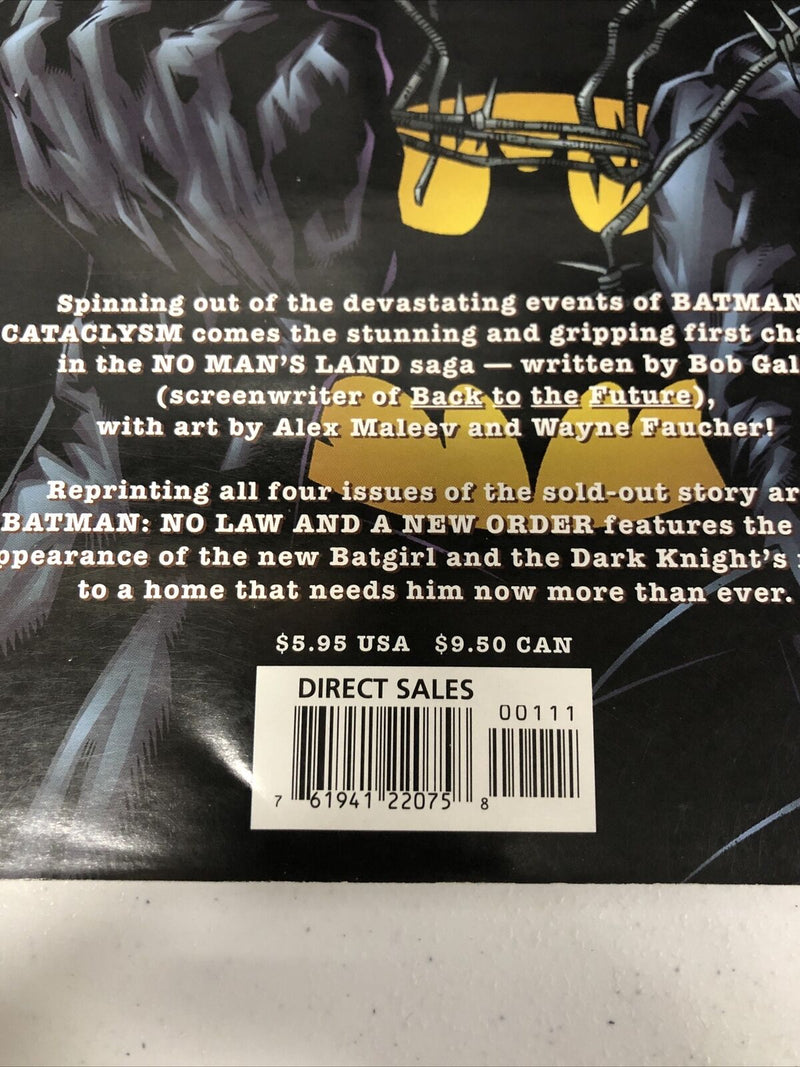 Spinning out of the devastating events of BATMAN
CATACLYSM comes the stunning and gripping first cha
in the NO MAN'S LAND saga — written by Bob Gal
(screenwriter of Back to the Future),
with art by Alex Maleev and Wayne Faucher!
Reprinting all four issues of the sold-out story ar
BATMAN: NO LAW AND A NEW ORDER features the
ppearance of the new Batgirl and the Dark Knight's
to a home that needs him now more than ever.
$5.95 USA $9.50 CAN
DIRECT SALES
00111
7 61941 22075 8